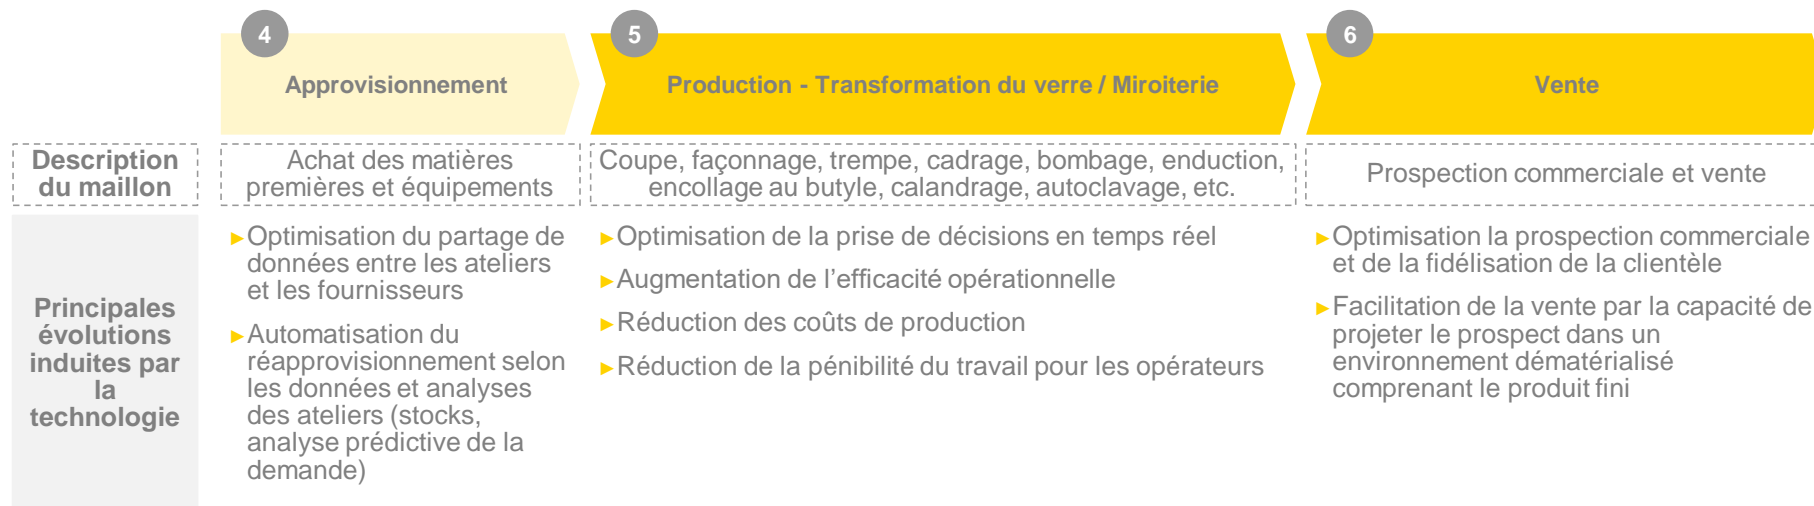 4
Approvisionnement
5
Production - Transformation du verre / Miroiterie
6
Vente
Description
du maillon
Achat des matières
premières et équipements
Coupe, façonnage, trempe, cadrage, bombage, enduction,
encollage au butyle, calandrage, autoclavage, etc.
Prospection commerciale et vente
Principales
évolutions
induites par
la
technologie
►Optimisation du partage de
données entre les ateliers
et les fournisseurs
►Automatisation du
réapprovisionnement selon
les données et analyses
des ateliers (stocks,
analyse prédictive de la
demande)
►Optimisation de la prise de décisions en temps réel
►Augmentation de l’efficacité opérationnelle
►Réduction des coûts de production
►Réduction de la pénibilité du travail pour les opérateurs
►Optimisation la prospection commerciale
et de la fidélisation de la clientèle
►Facilitation de la vente par la capacité de
projeter le prospect dans un
environnement dématérialisé
comprenant le produit fini